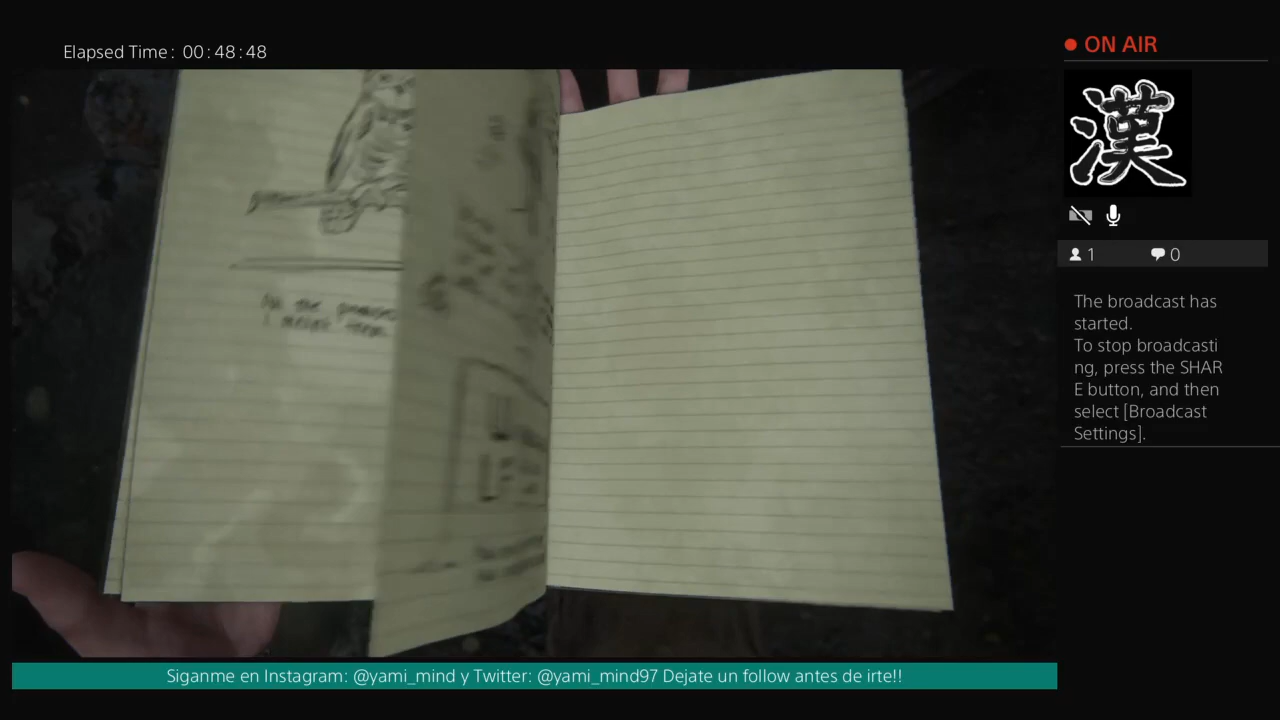 Elapsed Time: 00:48:48
ON AIR
漢
1
0
The broadcast has
started.
To stop broadcasti
ng, press the SHAR
E button, and then
select [Broadcast
Settings].
the
Siganme en Instagram: @yami_mind y Twitter: @yami_mind97 Dejate un follow antes de irte!!